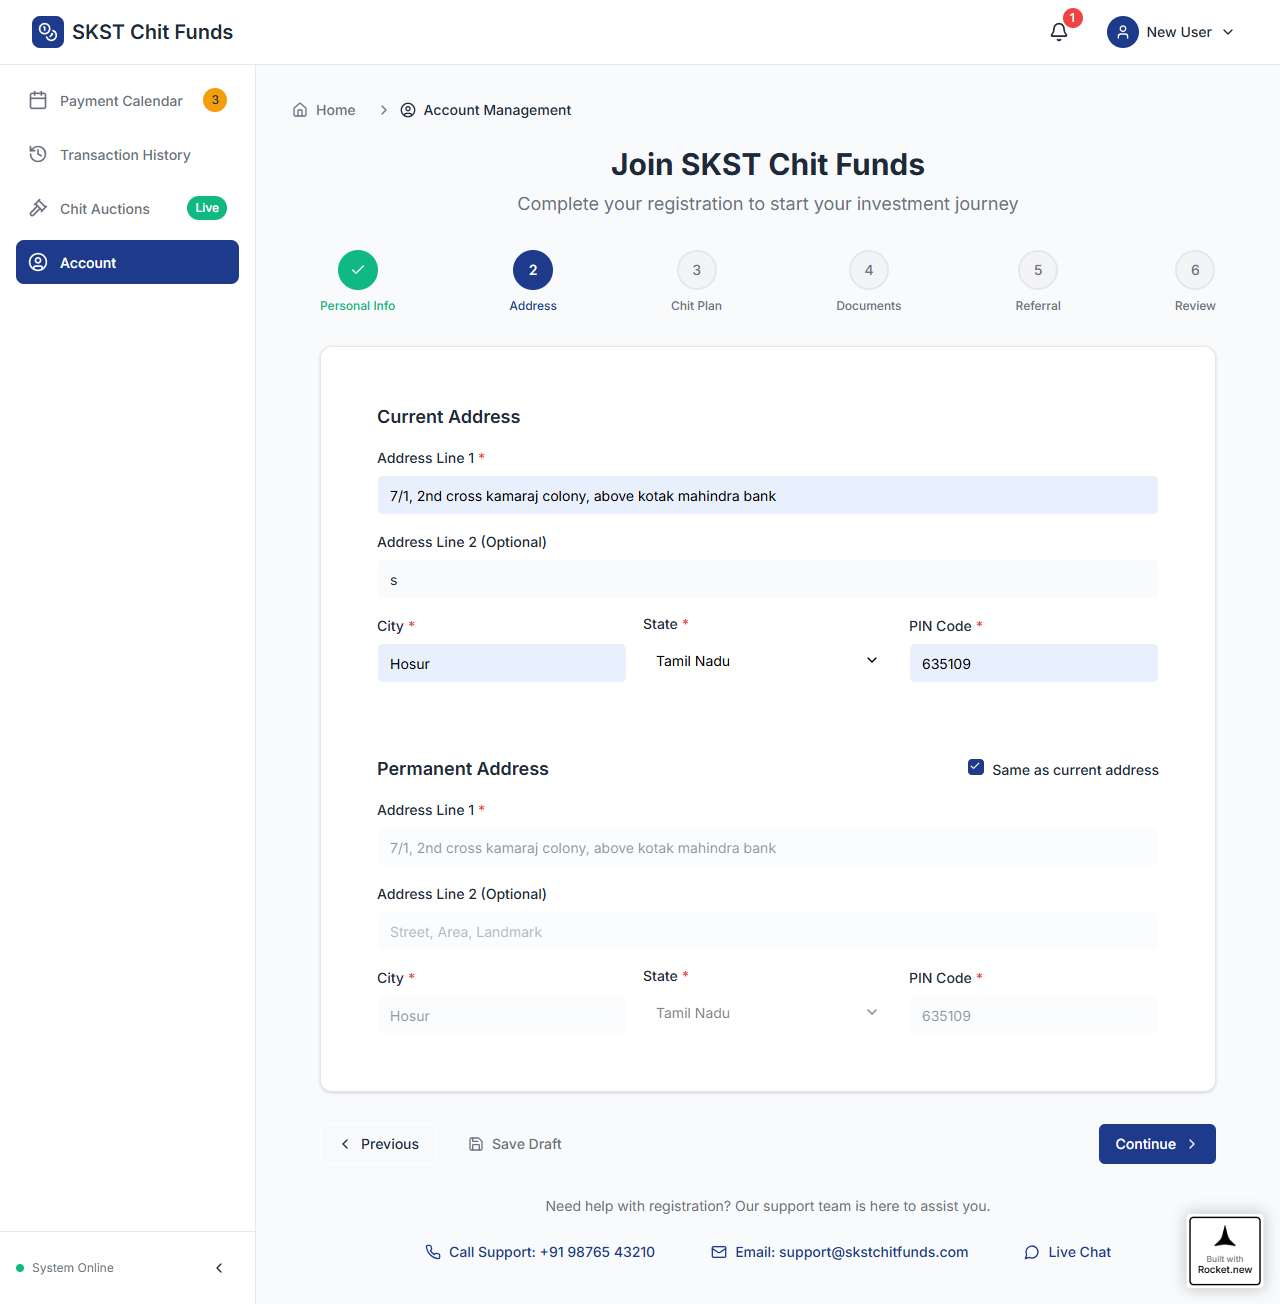 SKST Chit Funds
1
New User
Payment Calendar 3
Transaction History
Chit Auctions Live
Account
System Online
Home
Account Management
Join SKST Chit Funds
Complete your registration to start your investment journey
Personal Info
2
Address
3
Chit Plan
4
Documents
5
Referral
6
Review
Current Address
Address Line 1 *
7/1, 2nd cross kamaraj colony, above kotak mahindra bank
Address Line 2 (Optional)
s
City *
Hosur
State *
Tamil Nadu
PIN Code *
635109
Permanent Address
Same as current address
Address Line 1 *
7/1, 2nd cross kamaraj colony, above kotak mahindra bank
Address Line 2 (Optional)
Street, Area, Landmark
City *
Hosur
State *
Tamil Nadu
PIN Code *
635109
Previous
Save Draft
Continue
Need help with registration? Our support team is here to assist you.
Call Support: +91 98765 43210
Email: support@skstchitfunds.com
Live Chat
Built with
Rocket.new